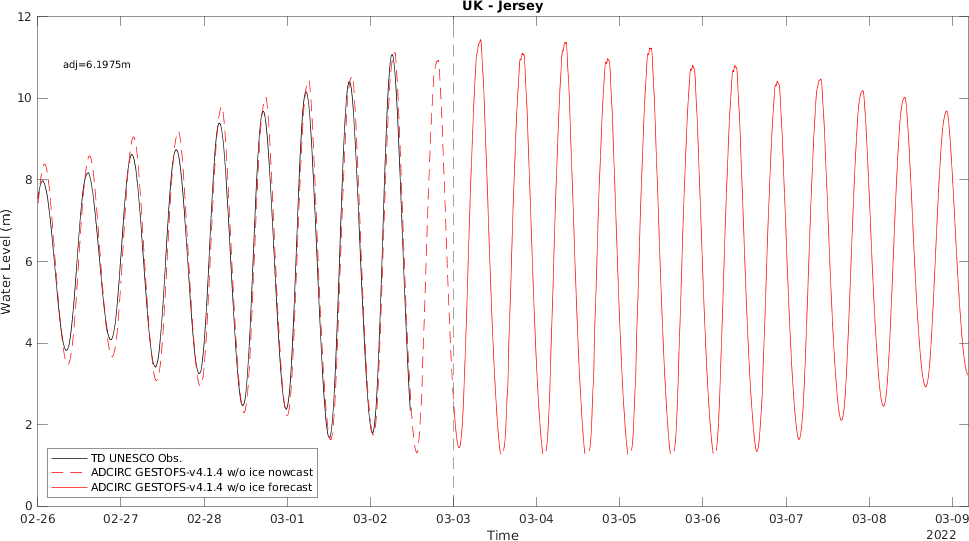 UK - Jersey
adj=6.1975m
12
10
8
6
4
2
0
Water Level (m)
TD UNESCO Obs.
ADCIRC GESTOFS-v4.1.4 w/o ice nowcast
ADCIRC GESTOFS-v4.1.4 w/o ice forecast
02-26 02-27 02-28 03-01 03-02 03-03 03-04 03-05 03-06 03-07 03-08 03-09
Time
2022